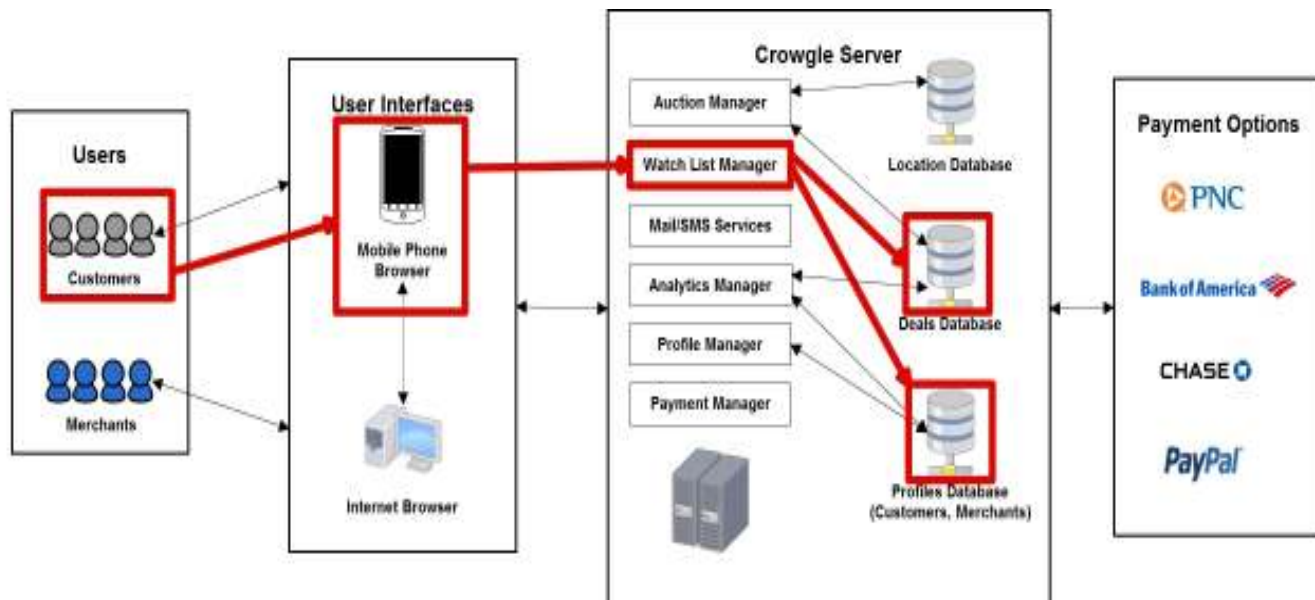 Users
Customers
Merchants
User Interfaces
Mobile Phone
Browser
Internet Browser
Crowgle Server
Auction Manager
Watch List Manager
Mail/SMS Services
Analytics Manager
Profile Manager
Payment Manager
Location Database
Deals Database
Profiles Database
(Customers, Merchants)
Payment Options
PNC
Bank of America
CHASE
PayPal